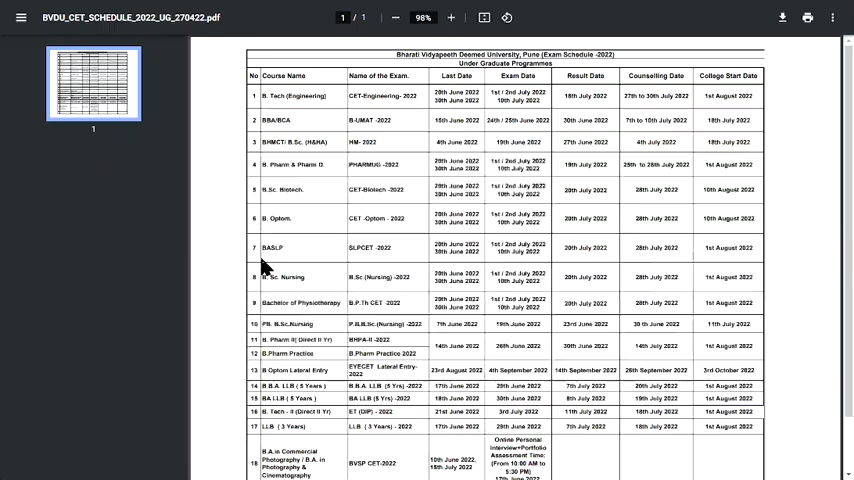 BVDU_CET_SCHEDULE_2022_UG_270422.pdf 1 / 1 98%
1
Bharati Vidyapeeth Deemed University, Pune (Exam Schedule -2022)
Under Graduate Programmes
No Course Name Name of the Exam. Last Date Exam Date Result Date Counselling Date College Start Date
1 B. Tech (Engineering) CET-Engineering- 2022 20th June 2022 30th June 2022 1st / 2nd July 2022 10th July 2022 18th July 2022 27th to 30th July 2022 1st August 2022
2 BBA/BCA B-UMAT -2022 15th June 2022 24th / 25th June 2022 30th June 2022 7th to 10th July 2022 18th July 2022
3 BHMCT/ B.Sc. (H&HA) HM- 2022 4th June 2022 19th June 2022 27th June 2022 4th July 2022 18th July 2022
4 B. Pharm & Pharm D. PHARMUG -2022 20th June 2022 30th June 2022 1st / 2nd July 2022 10th July 2022 19th July 2022 25th to 28th July 2022 1st August 2022
5 B.Sc. Biotech. CET-Biotech -2022 20th June 2022 30th June 2022 1st / 2nd July 2022 10th July 2022 20th July 2022 28th July 2022 10th August 2022
6 B. Optom. CET -Optom - 2022 20th June 2022 30th June 2022 1st / 2nd July 2022 10th July 2022 20th July 2022 28th July 2022 10th August 2022
7 BASLP SLPCET -2022 20th June 2022 30th June 2022 1st / 2nd July 2022 10th July 2022 20th July 2022 28th July 2022 1st August 2022
8 B. Sc. Nursing B.Sc.(Nursing) -2022 20th June 2022 30th June 2022 1st / 2nd July 2022 10th July 2022 20th July 2022 28th July 2022 1st August 2022
9 Bachelor of Physiotherapy B.P.Th CET -2022 20th June 2022 30th June 2022 1st / 2nd July 2022 10th July 2022 20th July 2022 28th July 2022 1st August 2022
10 PB. B.Sc.Nursing P.B.B.Sc.(Nursing) -2022 7th June 2022 19th June 2022 23rd June 2022 30 th June 2022 11th July 2022
11 B. Pharm II( Direct II Yr) BHFA-II -2022 14th June 2022 26th June 2022 30th June 2022 14th July 2022 1st August 2022
12 B.Pharm Practice B.Pharm Practice 2022
13 B Optom Lateral Entry EYECET Lateral Entry-2022 23rd August 2022 4th September 2022 14th September 2022 26th September 2022 3rd October 2022
14 B.B.A. LLB ( 5 Years ) B.B.A. LLB (5 Yrs) -2022 17th June 2022 29th June 2022 7th July 2022 20th July 2022 1st August 2022
15 BA LLB ( 5 Years ) BA LLB (5 Yrs) -2022 18th June 2022 30th June 2022 8th July 2022 19th July 2022 1st August 2022
16 B. Tech - II (Direct II Yr) ET (DIP) - 2022 21st June 2022 3rd July 2022 11th July 2022 18th July 2022 1st August 2022
17 LLB ( 3 Years) LLB ( 3 Years) -2022 17th June 2022 29th June 2022 7th July 2022 18th July 2022 1st August 2022
18 B.A.in Commercial Photography / B.A. in Photography & Cinematography BVSP CET-2022 10th June 2022, 15th July 2022 Online Personal Interview+Portfolio Assessment Time: (From 10:00 AM to 5:30 PM)